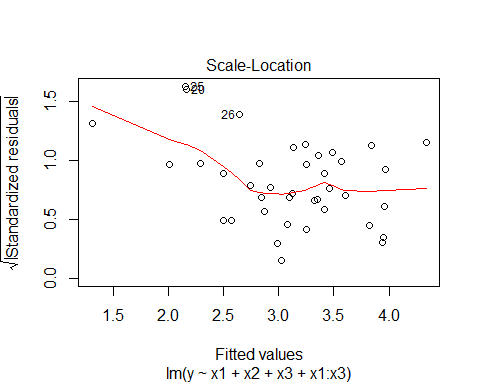 Scale-Location
√|Standardized residuals|
0.0 0.5 1.0 1.5
25
26
1.5 2.0 2.5 3.0 3.5 4.0
Fitted values
lm(y ~ x1 + x2 + x3 + x1:x3)